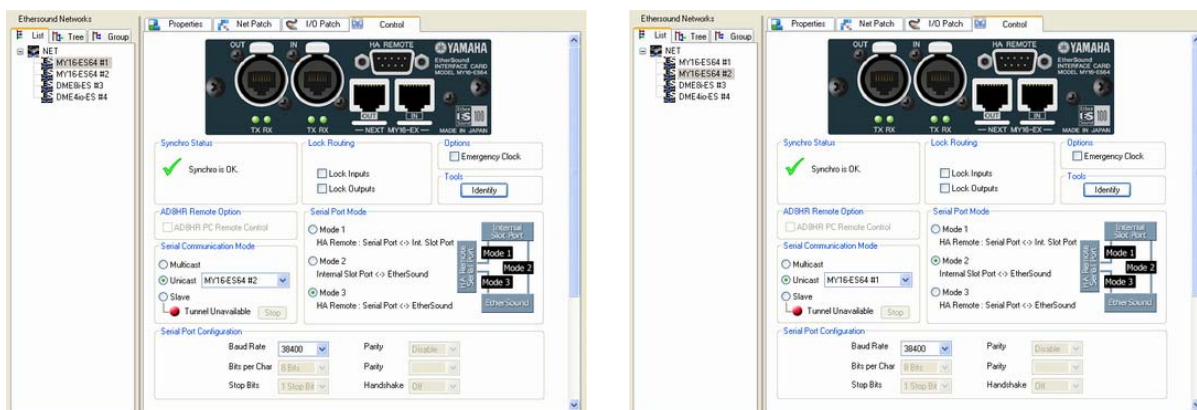 Ethersound Networks
List Tree Group
NET
MY16-ES64 #1
MY16-ES64 #2
DME8i-ES #3
DME4io-ES #4
Properties Net Patch I/O Patch Control
OUT IN HA REMOTE YAMAHA
EtherSound
INTERFACE CARD
MODEL MY16-ES64
OUT IN
TX RX TX RX — NEXT MY16-EX — MADE IN JAPAN
Synchro Status
Synchro is OK.
Lock Routing
Lock Inputs
Lock Outputs
Options
Emergency Clock
Tools
Identify
AD8HR Remote Option
AD8HR PC Remote Control
Serial Communication Mode
Multicast
Unicast MY16-ES64 #2
Slave
Tunnel Unavailable Stop
Serial Port Mode
Mode 1
HA Remote : Serial Port <-> Int. Slot Port
Mode 2
Internal Slot Port <-> EtherSound
Mode 3
HA Remote : Serial Port <-> EtherSound
Internal
Slot Port
HA Remote
Serial Port
Mode 1
Mode 2
Mode 3
EtherSound
Serial Port Configuration
Baud Rate 38400 Parity Disable
Bits per Char 8 Bits Parity
Stop Bits 1 Stop Bit Handshake Off
Ethersound Networks
List Tree Group
NET
MY16-ES64 #1
MY16-ES64 #2
DME8i-ES #3
DME4io-ES #4
Properties Net Patch I/O Patch Control
OUT IN HA REMOTE YAMAHA
EtherSound
INTERFACE CARD
MODEL MY16-ES64
OUT IN
TX RX TX RX — NEXT MY16-EX — MADE IN JAPAN
Synchro Status
Synchro is OK.
Lock Routing
Lock Inputs
Lock Outputs
Options
Emergency Clock
Tools
Identify
AD8HR Remote Option
AD8HR PC Remote Control
Serial Communication Mode
Multicast
Unicast MY16-ES64 #1
Slave
Tunnel Unavailable Stop
Serial Port Mode
Mode 1
HA Remote : Serial Port <-> Int. Slot Port
Mode 2
Internal Slot Port <-> EtherSound
Mode 3
HA Remote : Serial Port <-> EtherSound
Internal
Slot Port
HA Remote
Serial Port
Mode 1
Mode 2
Mode 3
EtherSound
Serial Port Configuration
Baud Rate 38400 Parity Disable
Bits per Char 8 Bits Parity
Stop Bits 1 Stop Bit Handshake Off